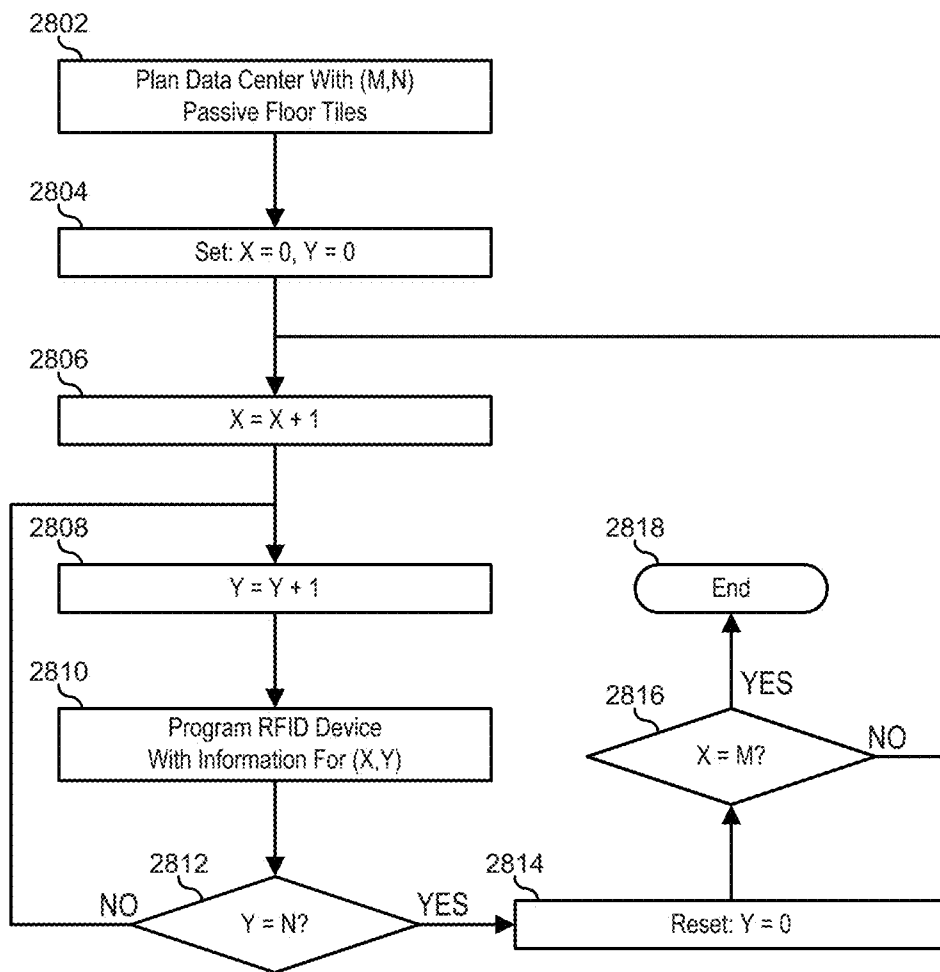 2802
Plan Data Center With (M,N)
Passive Floor Tiles
2804
Set: X = 0, Y = 0
2806
X = X + 1
2808
Y = Y + 1
2810
Program RFID Device
With Information For (X,Y)
2812
Y = N?
NO
YES
2814
Reset: Y = 0
2816
X = M?
NO
YES
2818
End